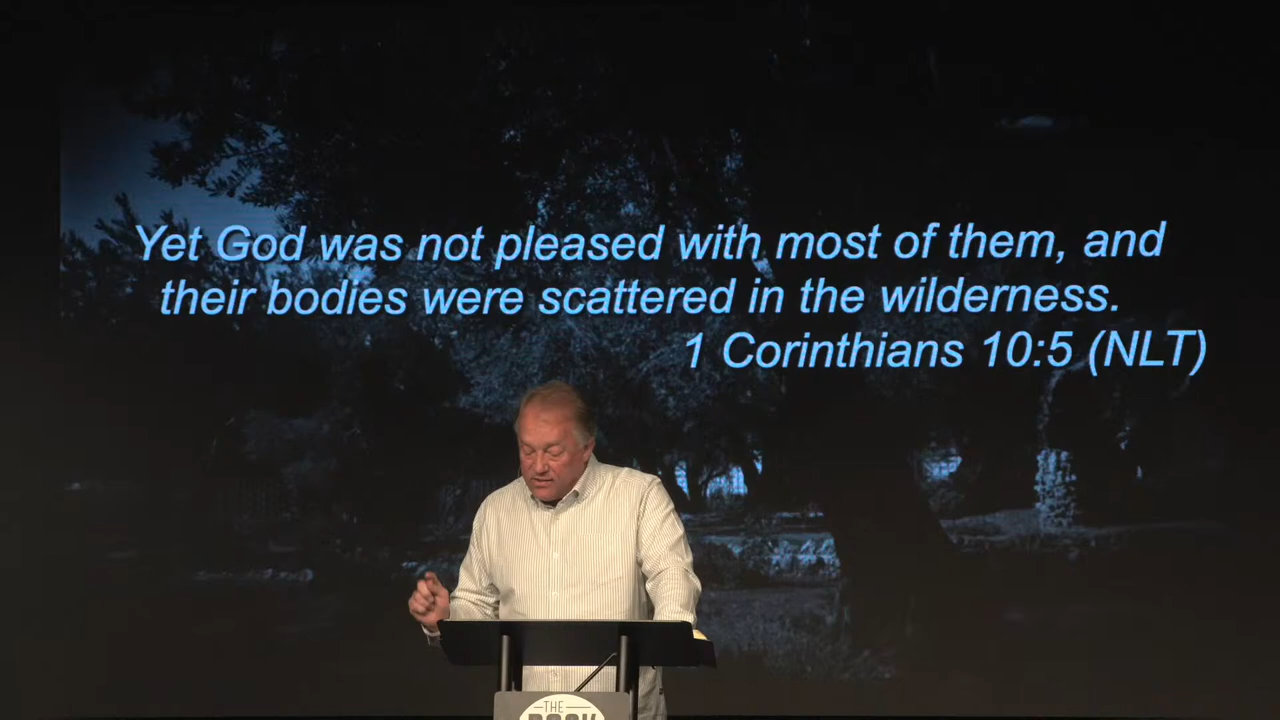 Yet God was not pleased with most of them, and
their bodies were scattered in the wilderness.
1 Corinthians 10:5 (NLT)
THE
ROCK